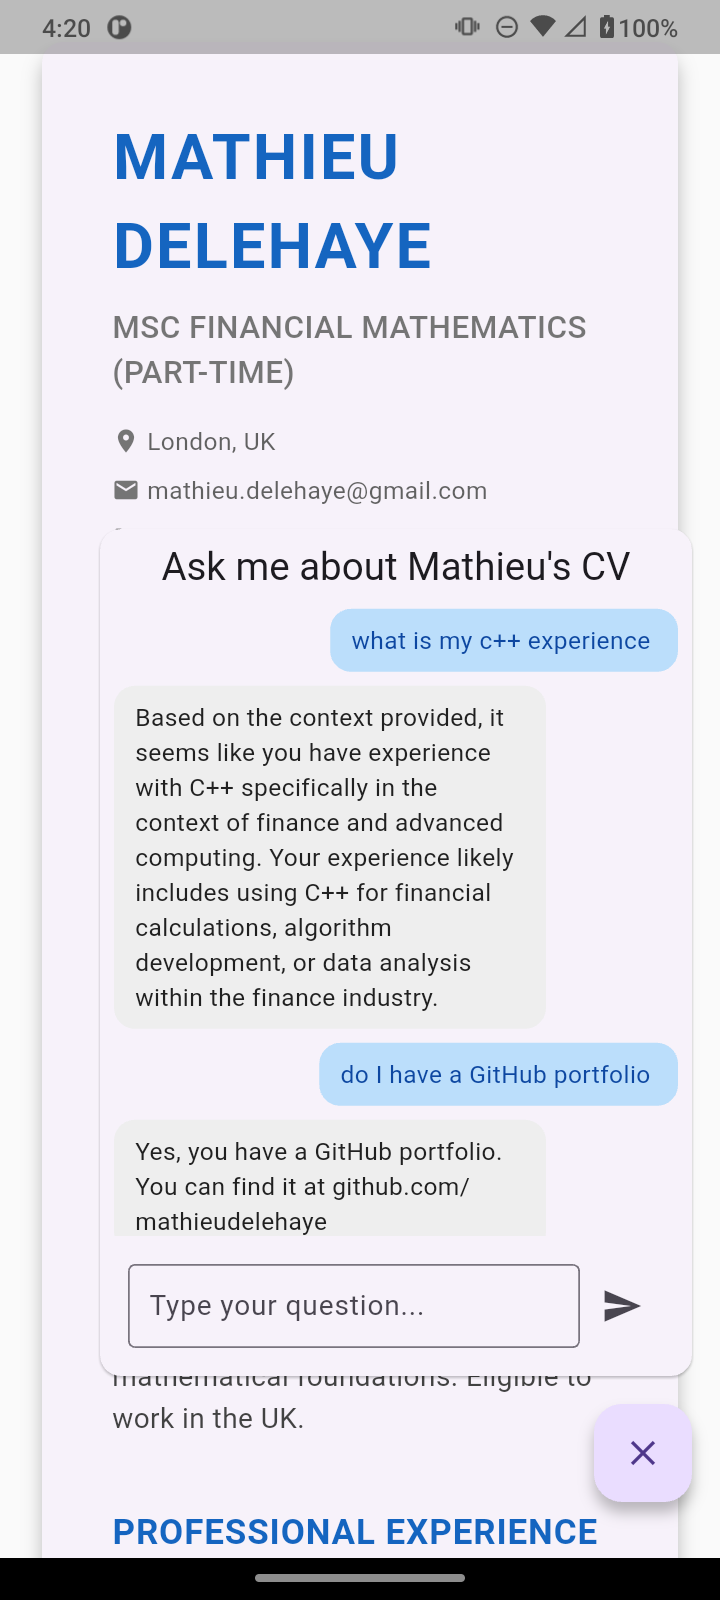 4:20
100%
MATHIEU
DELEHAYE
MSC FINANCIAL MATHEMATICS
(PART-TIME)
London, UK
mathieu.delehaye@gmail.com
Ask me about Mathieu's CV
what is my c++ experience
Based on the context provided, it
seems like you have experience
with C++ specifically in the
context of finance and advanced
computing. Your experience likely
includes using C++ for financial
calculations, algorithm
development, or data analysis
within the finance industry.
do I have a GitHub portfolio
Yes, you have a GitHub portfolio.
You can find it at github.com/
mathieudelehaye
Type your question...
mathematical foundations. Eligible to
work in the UK.
PROFESSIONAL EXPERIENCE